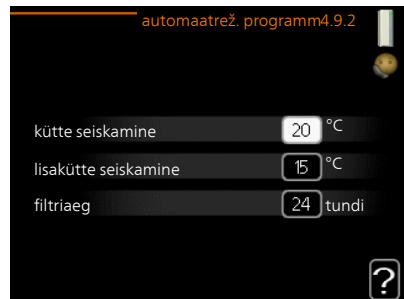 automaatrež. programm4.9.2
kütte seiskamine 20 °C
lisakütte seiskamine 15 °C
filtriaeg 24 tundi
?